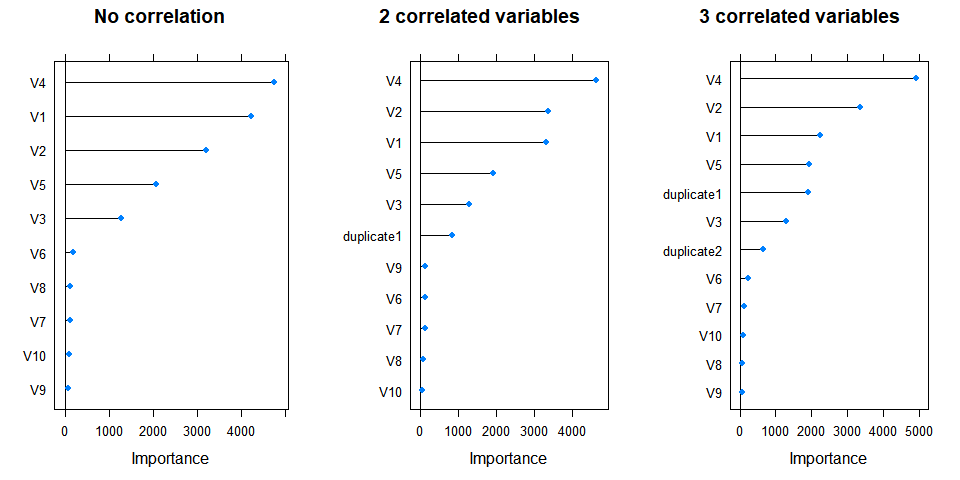 No correlation
V4
V1
V2
V5
V3
V6
V8
V7
V10
V9
0 1000 2000 3000 4000
Importance
2 correlated variables
V4
V2
V1
V5
V3
duplicate1
V9
V6
V7
V8
V10
0 1000 2000 3000 4000
Importance
3 correlated variables
V4
V2
V1
V5
duplicate1
V3
duplicate2
V6
V7
V10
V8
V9
0 1000 2000 3000 4000 5000
Importance